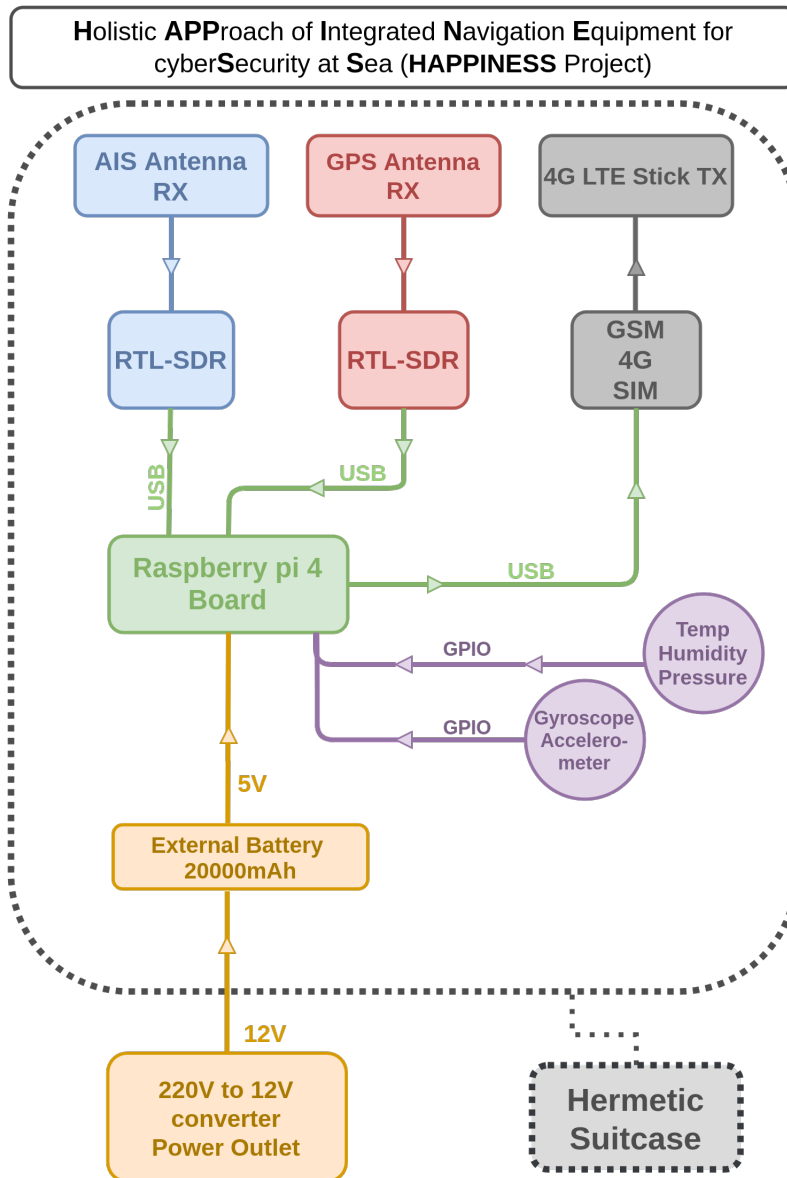 Holistic APProach of Integrated Navigation Equipment for
cyberSecurity at Sea (HAPPINESS Project)
AIS Antenna
RX
GPS Antenna
RX
4G LTE Stick TX
RTL-SDR
RTL-SDR
GSM
4G
SIM
USB
USB
Raspberry pi 4
Board
USB
GPIO
Temp
Humidity
Pressure
GPIO
Gyroscope
Accelero-
meter
5V
External Battery
20000mAh
12V
220V to 12V
converter
Power Outlet
Hermetic
Suitcase